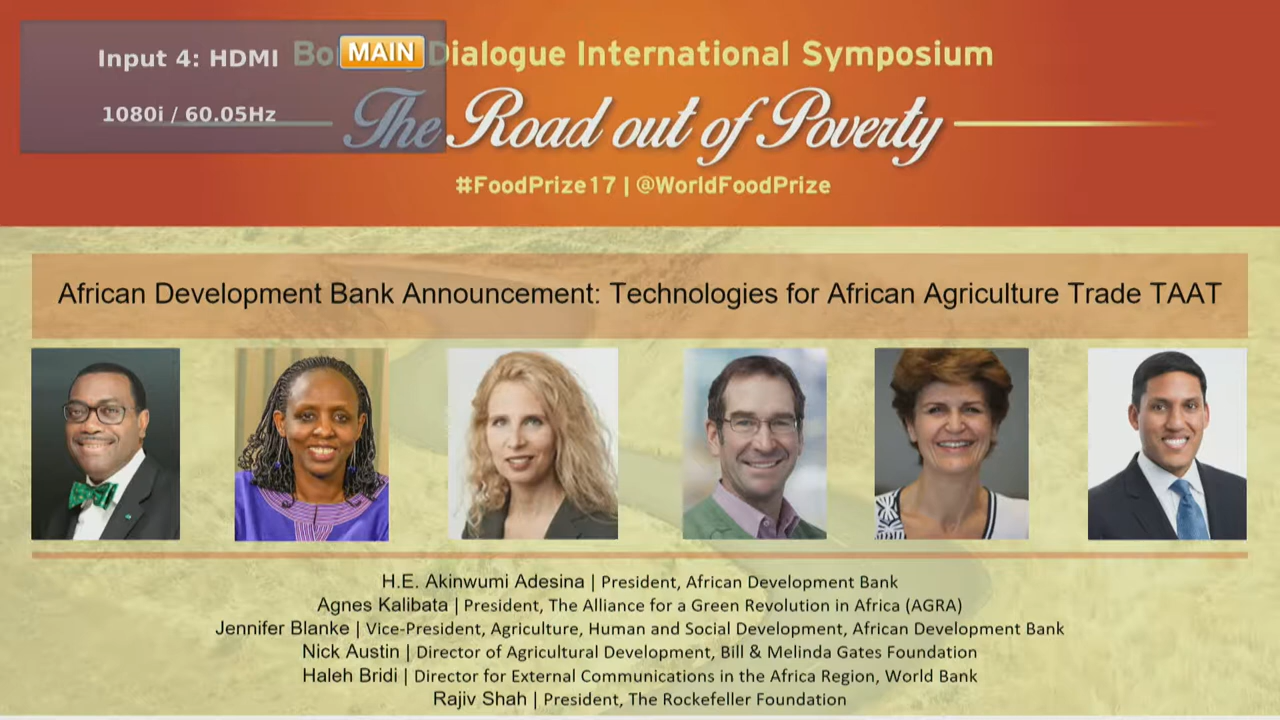 Input 4: HDMI
MAIN
1080i / 60.05Hz
Dialogue International Symposium
The Road out of Poverty
#FoodPrize17 | @WorldFoodPrize
African Development Bank Announcement: Technologies for African Agriculture Trade TAAT
H.E. Akinwumi Adesina | President, African Development Bank
Agnes Kalibata | President, The Alliance for a Green Revolution in Africa (AGRA)
Jennifer Blanke | Vice-President, Agriculture, Human and Social Development, African Development Bank
Nick Austin | Director of Agricultural Development, Bill & Melinda Gates Foundation
Haleh Bridi | Director for External Communications in the Africa Region, World Bank
Rajiv Shah | President, The Rockefeller Foundation